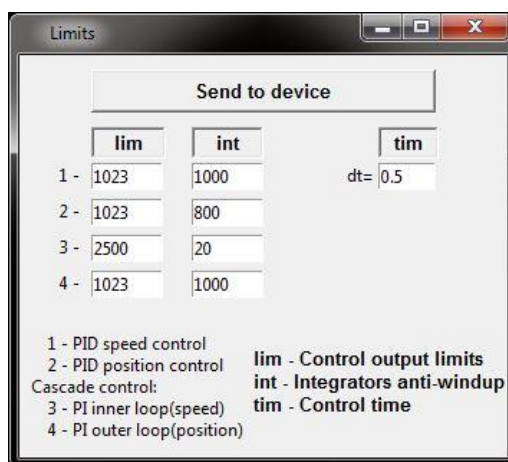 Limits
Send to device
lim int tim
1 - 1023 1000 dt= 0.5
2 - 1023 800
3 - 2500 20
4 - 1023 1000
1 - PID speed control
2 - PID position control
Cascade control:
3 - PI inner loop(speed)
4 - PI outer loop(position)
lim - Control output limits
int - Integrators anti-windup
tim - Control time